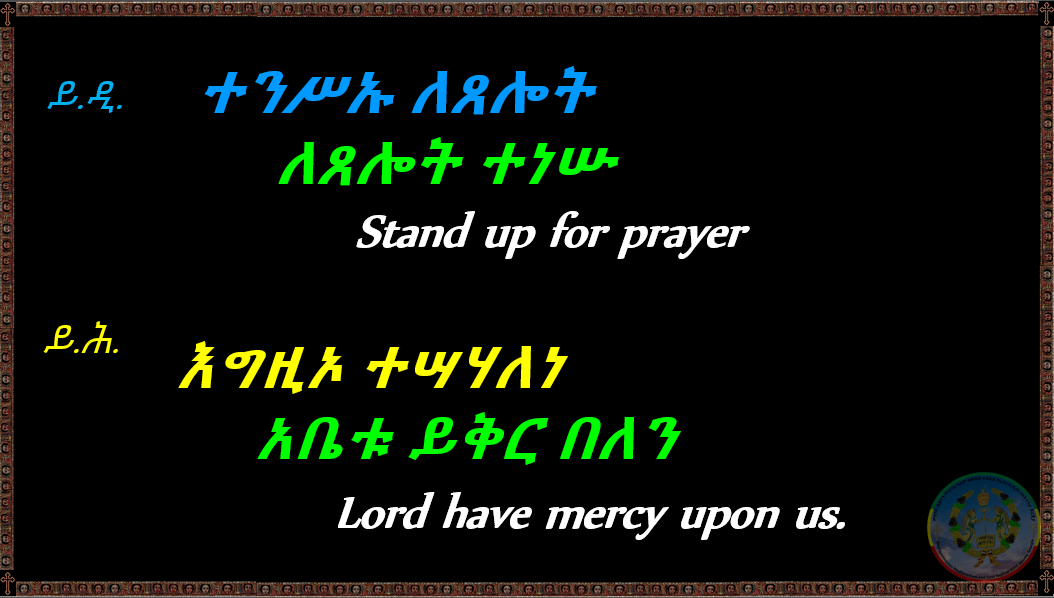 ይ.ዲ. ተንሥኡ ለጸሎት
ለጸሎት ተነሡ
Stand up for prayer
ይ.ሕ. እግዚኦ ተሣሃለነ
አቤቱ ይቅር በለን
Lord have mercy upon us.